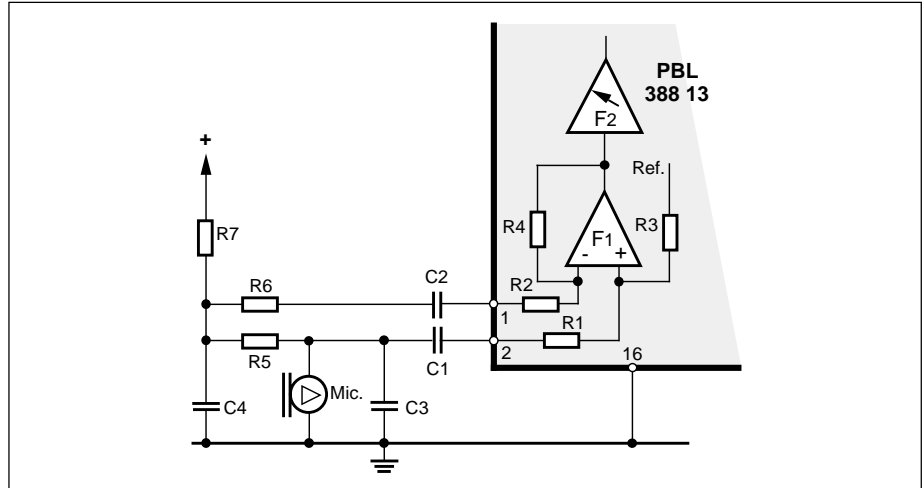 PBL
388 13
F2
+
Ref.
R7
R4
F1
R3
- +
C2
R6
R2
1
R1
R5
2
16
C1
Mic.
C4
C3